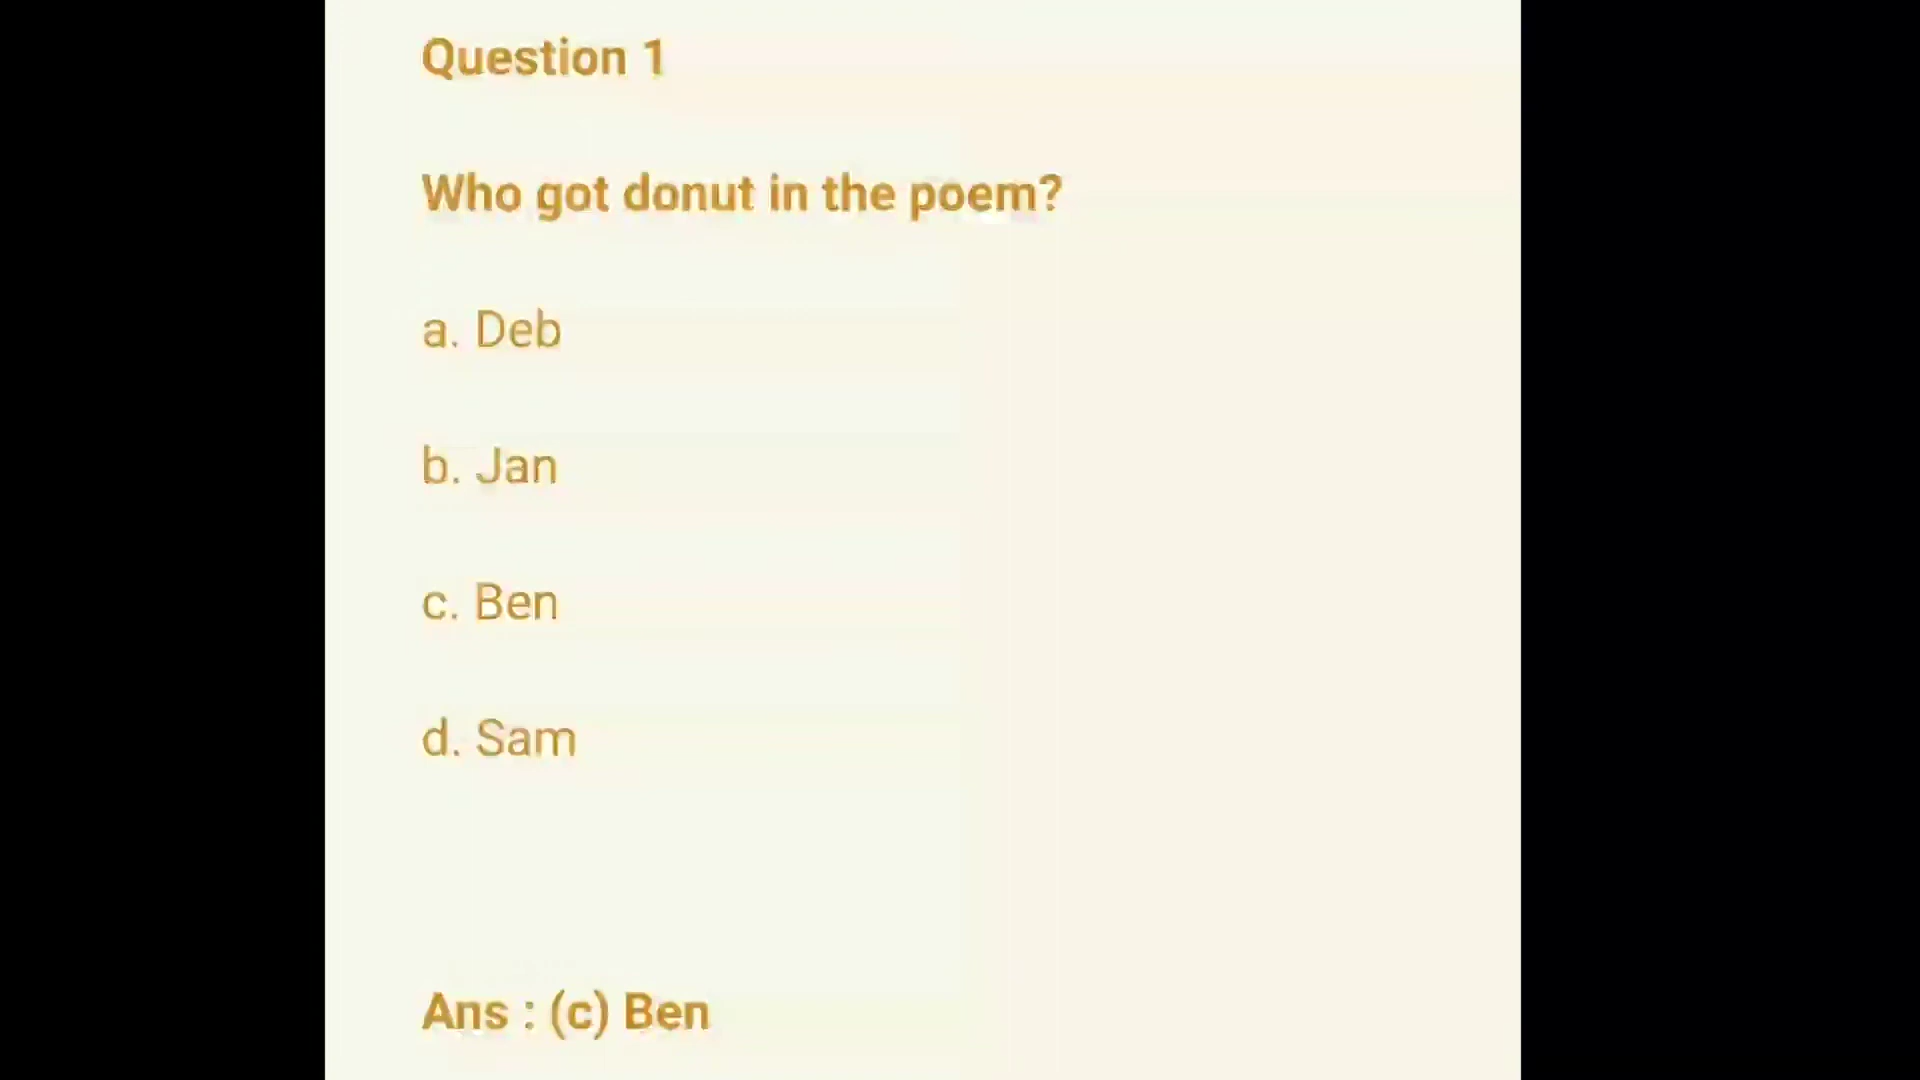 Question 1
Who got donut in the poem?
a. Deb
b. Jan
c. Ben
d. Sam
Ans : (c) Ben